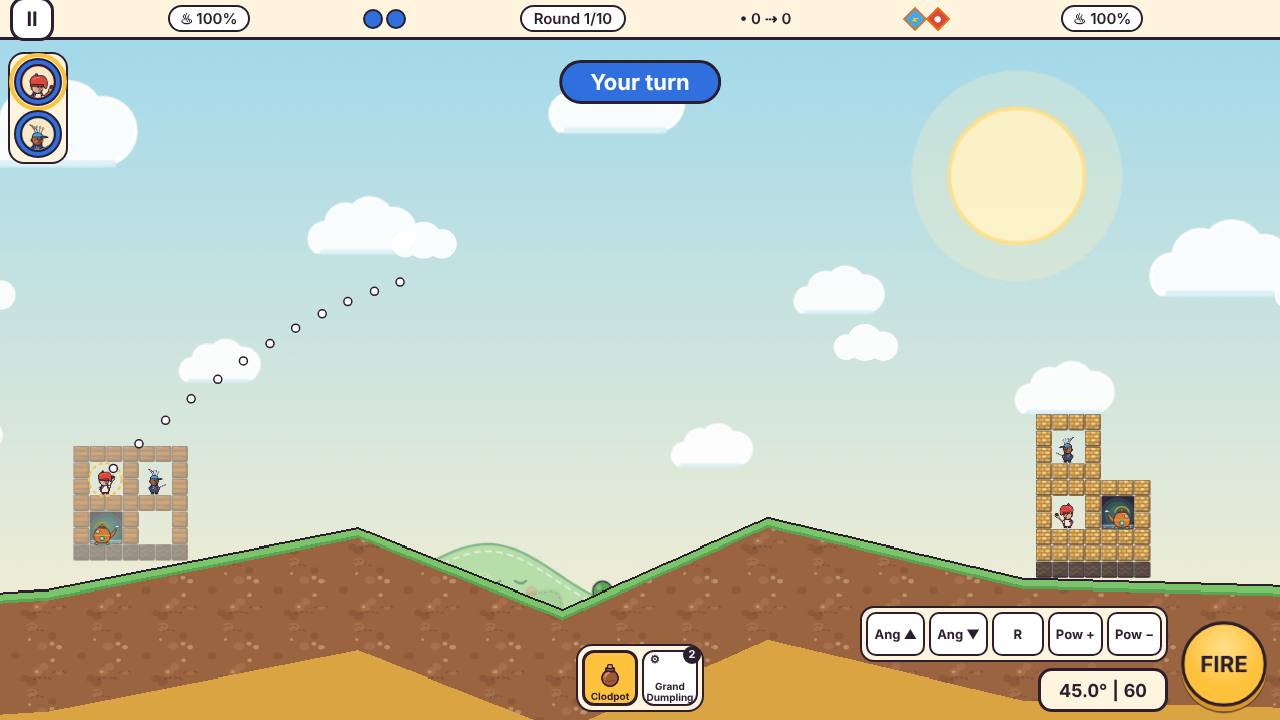 100%
Round 1/10
• 0 ⇢ 0
100%
Your turn
Ang ▲
Ang ▼
R
Pow +
Pow −
FIRE
45.0° | 60
Clodpot
2
Grand
Dumpling